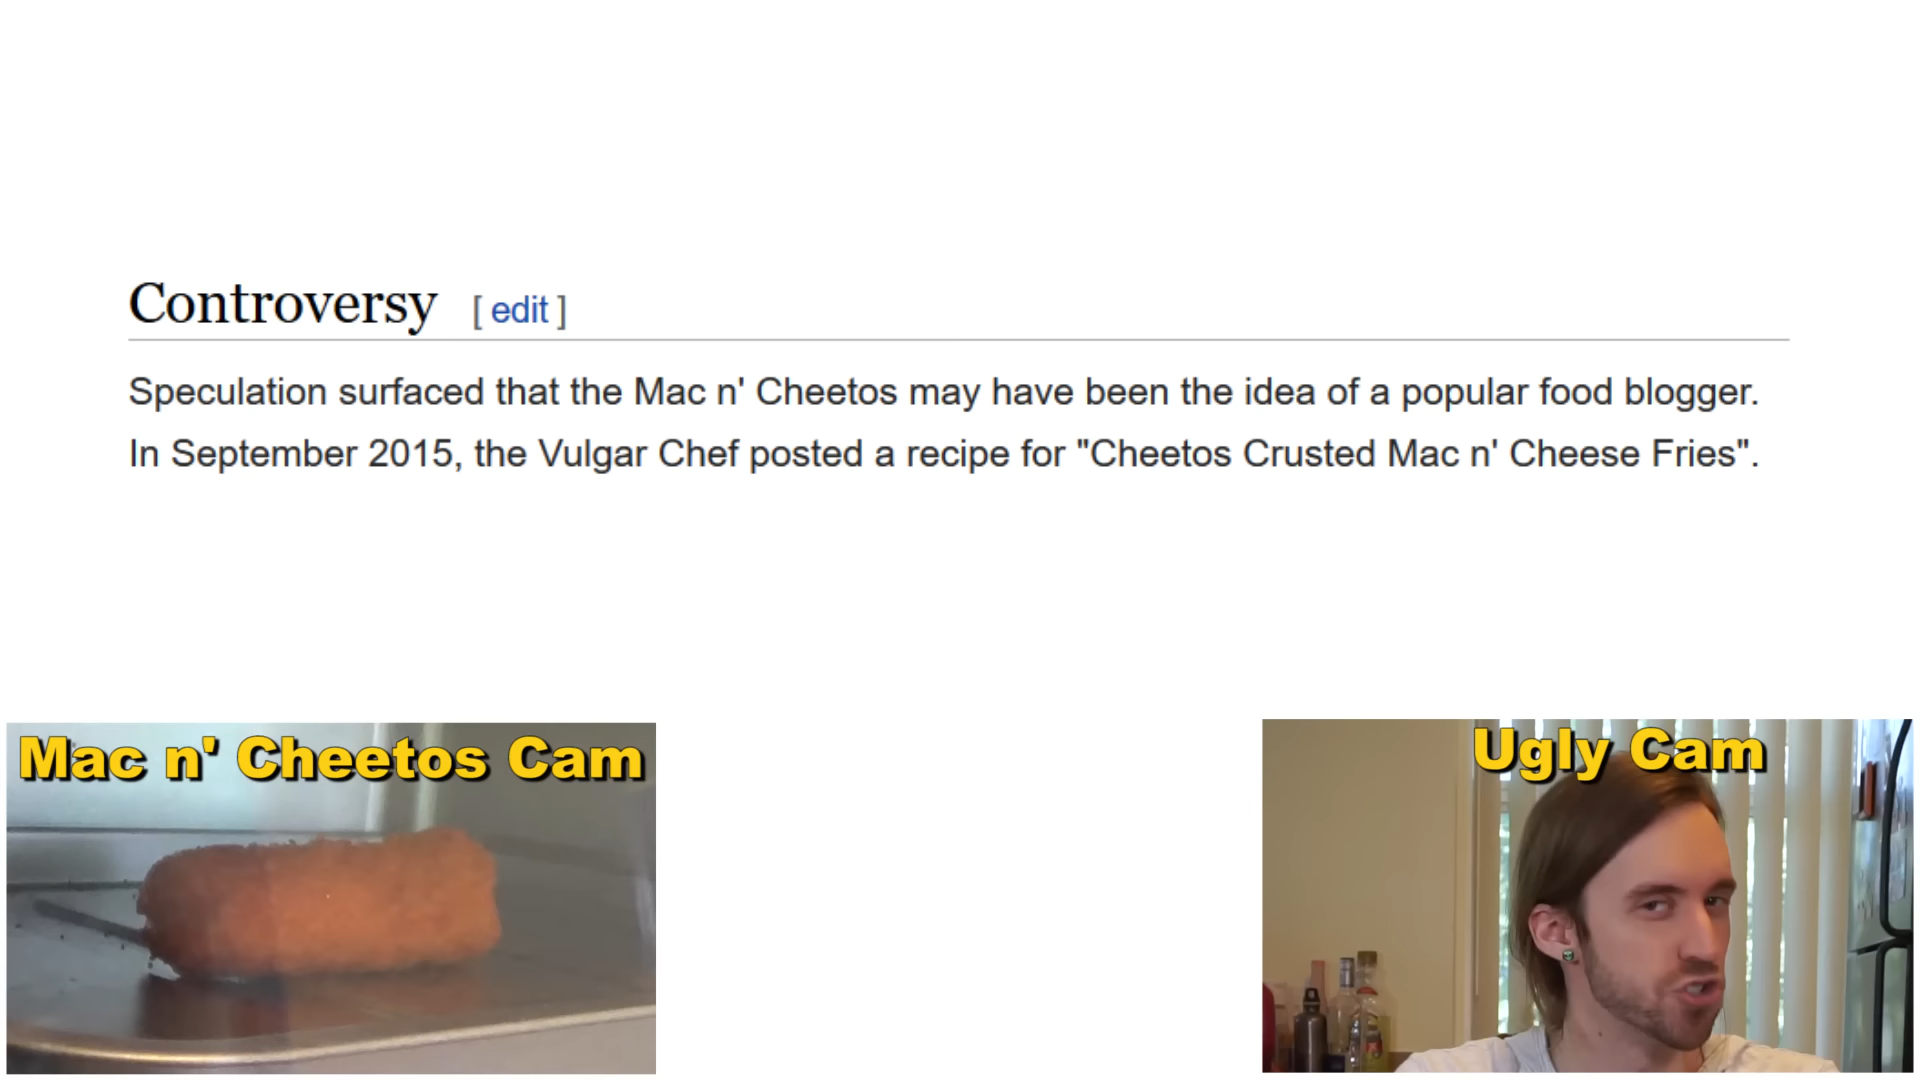 Controversy [ edit ]
Speculation surfaced that the Mac n' Cheetos may have been the idea of a popular food blogger.
In September 2015, the Vulgar Chef posted a recipe for "Cheetos Crusted Mac n' Cheese Fries".
Mac n' Cheetos Cam
Ugly Cam